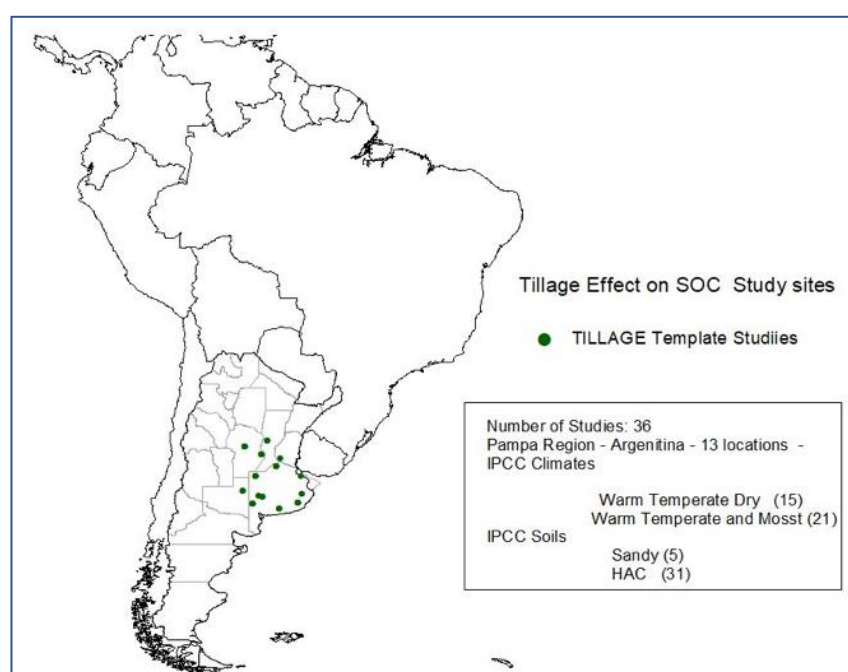 Tillage Effect on SOC Study sites
TILLAGE Template Studiies
Number of Studies: 36
Pampa Region - Argenitina - 13 locations -
IPCC Climates
Warm Temperate Dry (15)
Warm Temperate and Mosst (21)
IPCC Soils
Sandy (5)
HAC (31)